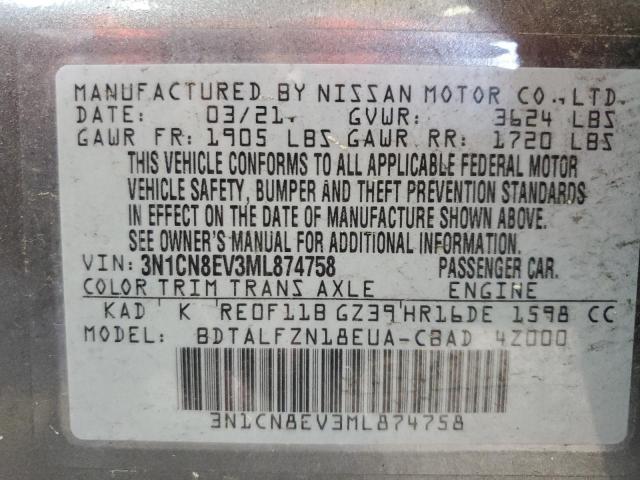 MANUFACTURED BY NISSAN MOTOR CO.,LTD.
DATE: 03/21. GVWR: 3624 LBS
GAWR FR: 1905 LBS GAWR RR: 1720 LBS
THIS VEHICLE CONFORMS TO ALL APPLICABLE FEDERAL MOTOR
VEHICLE SAFETY, BUMPER AND THEFT PREVENTION STANDARDS
IN EFFECT ON THE DATE OF MANUFACTURE SHOWN ABOVE.
SEE OWNER'S MANUAL FOR ADDITIONAL INFORMATION.
VIN: 3N1CN8EV3ML874758 PASSENGER CAR.
COLOR TRIM TRANS AXLE ENGINE
KAD K RE0F11B GZ39 HR16DE 1598 CC
MODEL: BDTALFZN18EUA-CBAD 4Z000
3N1CN8EV3ML874758